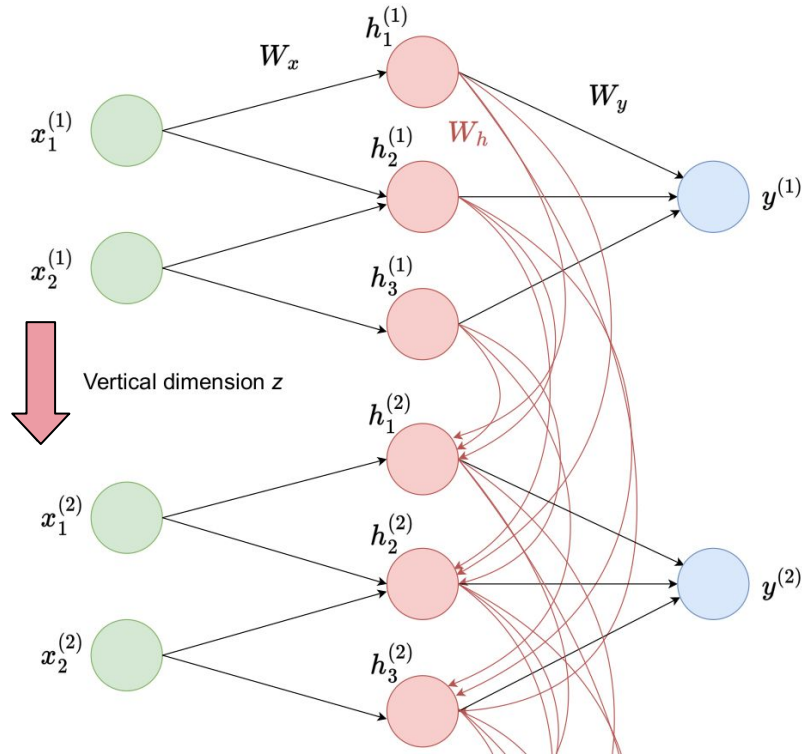 h_1^{(1)}
W_x
W_y
x_1^{(1)}
W_h
h_2^{(1)}
y^{(1)}
x_2^{(1)}
h_3^{(1)}
Vertical dimension z
h_1^{(2)}
x_1^{(2)}
h_2^{(2)}
y^{(2)}
x_2^{(2)}
h_3^{(2)}